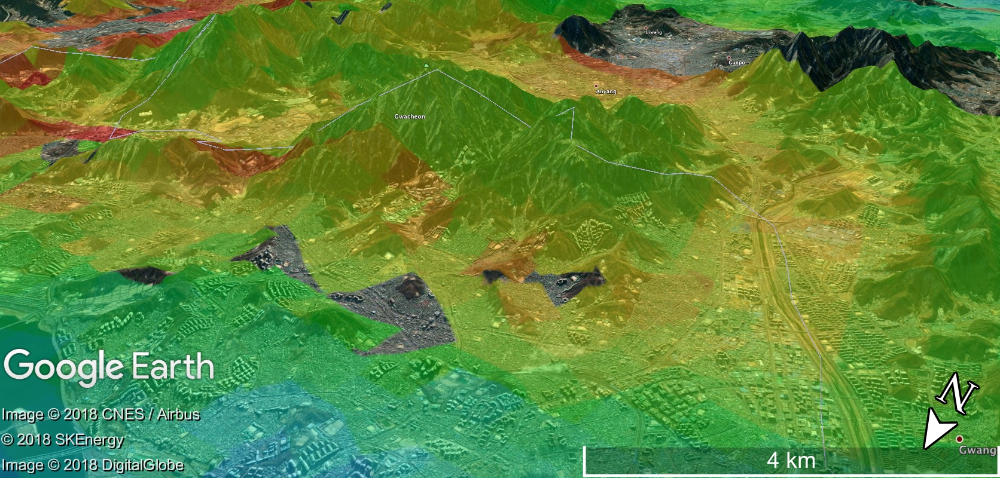 Uiwang
Gunpo
Anyang
Gwacheon
Google Earth
N
Image © 2018 CNES / Airbus
© 2018 SKEnergy
Image © 2018 DigitalGlobe
Gwang
4 km